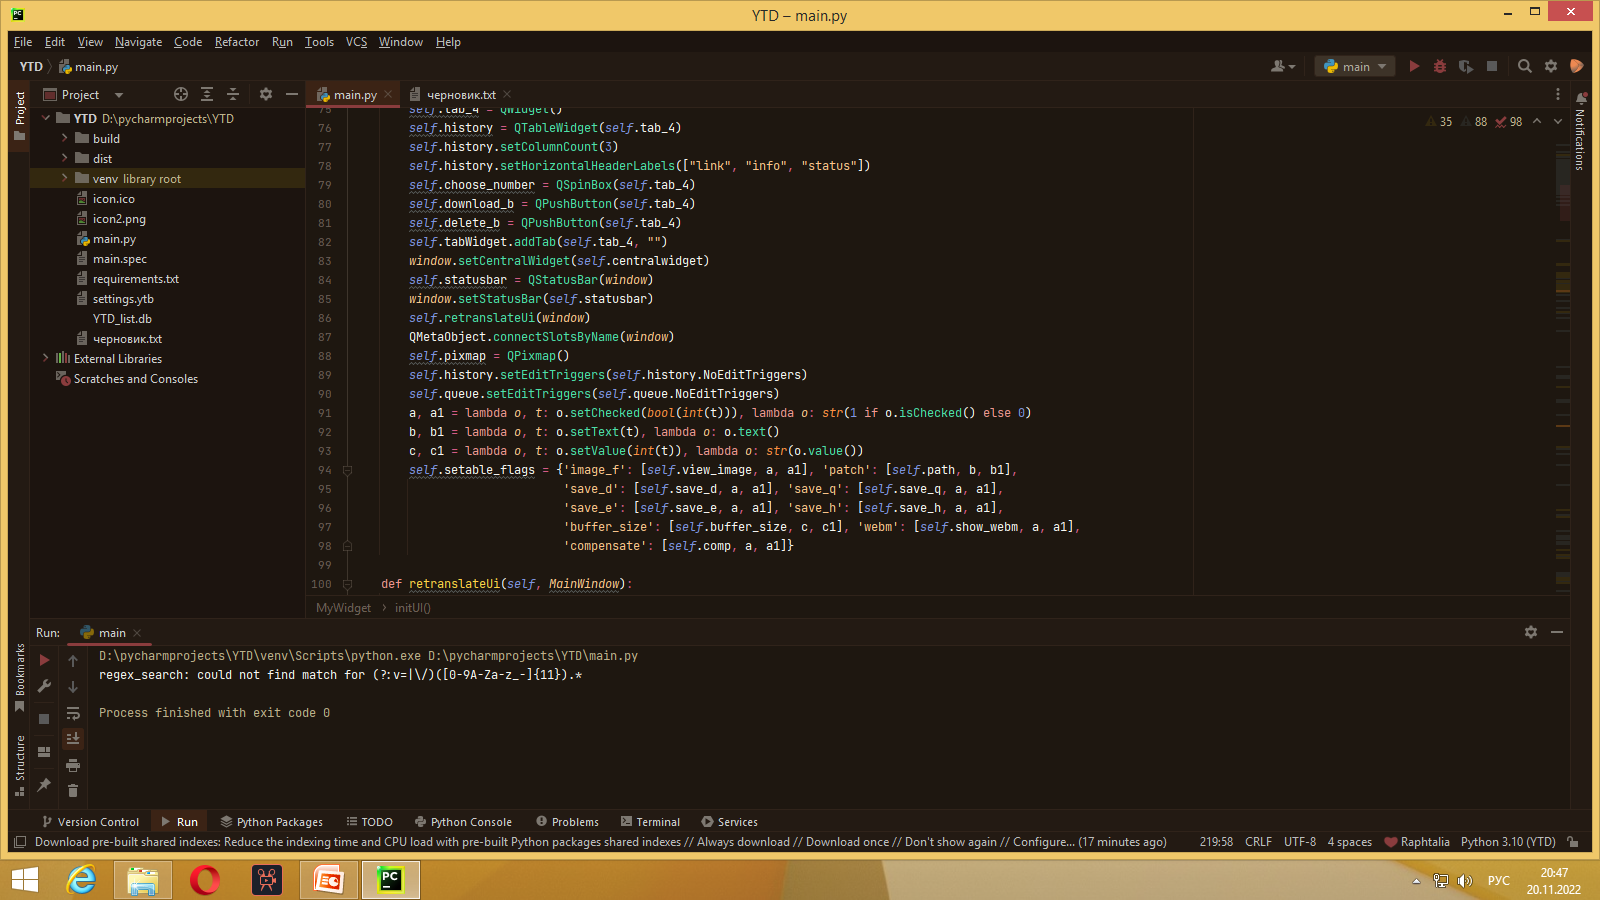 YTD – main.py
File Edit View Navigate Code Refactor Run Tools VCS Window Help
YTD main.py main
Project
main.py черновик.txt
Project
Notifications
YTD D:\pycharmprojects\YTD
build
dist
venv library root
icon.ico
icon2.png
main.py
main.spec
requirements.txt
settings.ytb
YTD_list.db
черновик.txt
External Libraries
Scratches and Consoles
35 88 98
75 self.tab_4 = QWidget()
76 self.history = QTableWidget(self.tab_4)
77 self.history.setColumnCount(3)
78 self.history.setHorizontalHeaderLabels(["link", "info", "status"])
79 self.choose_number = QSpinBox(self.tab_4)
80 self.download_b = QPushButton(self.tab_4)
81 self.delete_b = QPushButton(self.tab_4)
82 self.tabWidget.addTab(self.tab_4, "")
83 window.setCentralWidget(self.centralwidget)
84 self.statusbar = QStatusBar(window)
85 window.setStatusBar(self.statusbar)
86 self.retranslateUi(window)
87 QMetaObject.connectSlotsByName(window)
88 self.pixmap = QPixmap()
89 self.history.setEditTriggers(self.history.NoEditTriggers)
90 self.queue.setEditTriggers(self.queue.NoEditTriggers)
91 a, a1 = lambda o, t: o.setChecked(bool(int(t))), lambda o: str(1 if o.isChecked() else 0)
92 b, b1 = lambda o, t: o.setText(t), lambda o: o.text()
93 c, c1 = lambda o, t: o.setValue(int(t)), lambda o: str(o.value())
94 self.setable_flags = {'image_f': [self.view_image, a, a1], 'patch': [self.path, b, b1],
95 'save_d': [self.save_d, a, a1], 'save_q': [self.save_q, a, a1],
96 'save_e': [self.save_e, a, a1], 'save_h': [self.save_h, a, a1],
97 'buffer_size': [self.buffer_size, c, c1], 'webm': [self.show_webm, a, a1],
98 'compensate': [self.comp, a, a1]}
99
100 def retranslateUi(self, MainWindow):
MyWidget initUI()
Run: main
D:\pycharmprojects\YTD\venv\Scripts\python.exe D:\pycharmprojects\YTD\main.py
regex_search: could not find match for (?:v=|\/)([0-9A-Za-z_-]{11}).*
Process finished with exit code 0
Bookmarks
Structure
Version Control Run Python Packages TODO Python Console Problems Terminal Services
Download pre-built shared indexes: Reduce the indexing time and CPU load with pre-built Python packages shared indexes // Always download // Download once // Don't show again // Configure... (17 minutes ago) 219:58 CRLF UTF-8 4 spaces Raphtalia Python 3.10 (YTD)
PC
РУС
20:47
20.11.2022